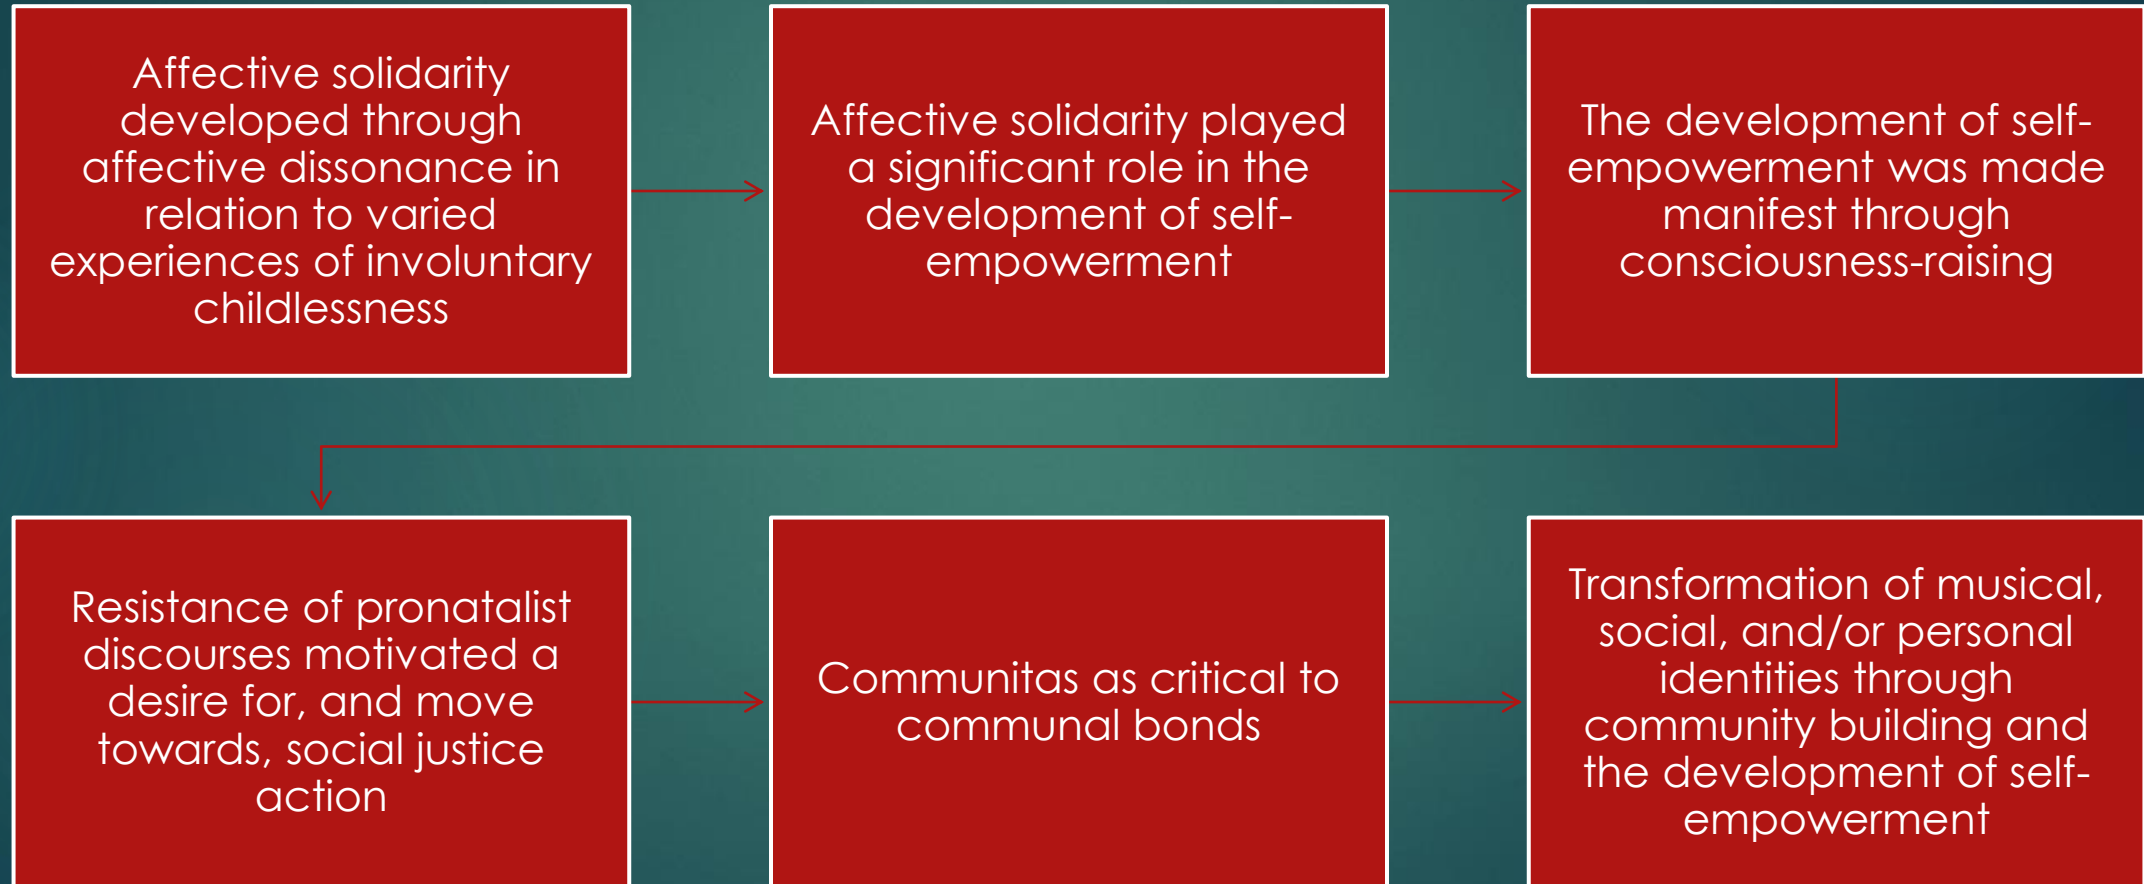 Affective solidarity
developed through
affective dissonance in
relation to varied
experiences of involuntary
childlessness
Affective solidarity played
a significant role in the
development of self-
empowerment
The development of self-
empowerment was made
manifest through
consciousness-raising
Resistance of pronatalist
discourses motivated a
desire for, and move
towards, social justice
action
Communitas as critical to
communal bonds
Transformation of musical,
social, and/or personal
identities through
community building and
the development of self-
empowerment